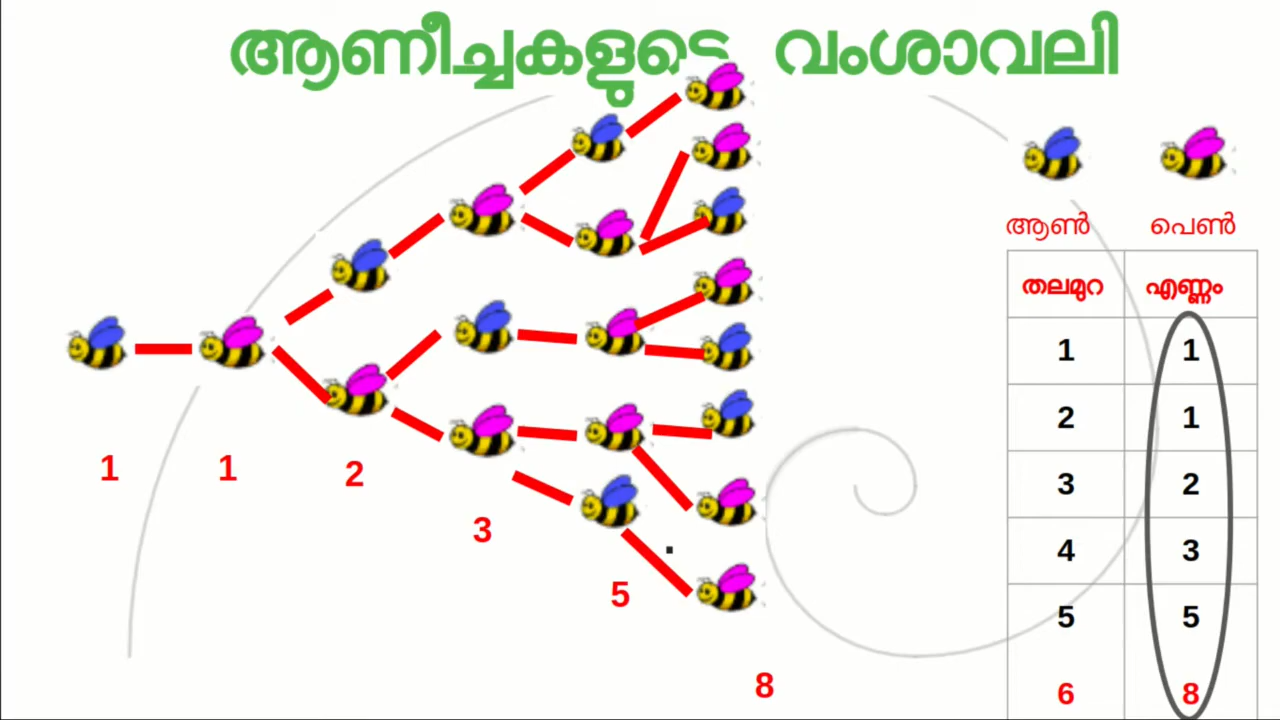 ആണീച്ചകളുടെ വംശാവലി
ആൺ പെൺ
തലമുറ എണ്ണം
1 1
2 1
3 2
4 3
5 5
6 8
1 1 2
3
5
8